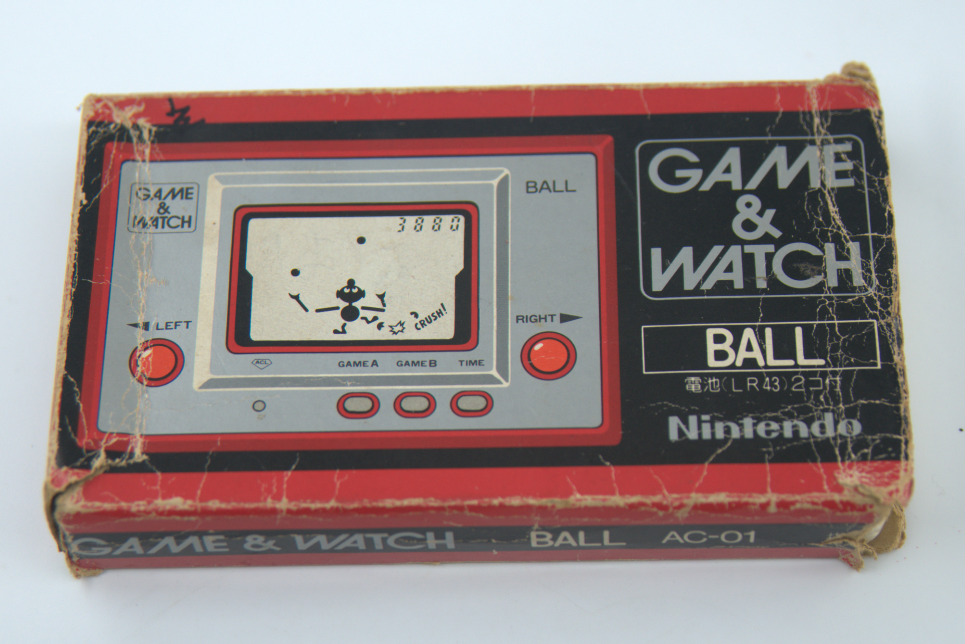 GAME
&
WATCH
BALL
3880
CRUSH!
LEFT
RIGHT
ACL
GAME A GAME B TIME
GAME
&
WATCH
BALL
電池(LR43)2コ付
Nintendo
GAME & WATCH BALL AC-01